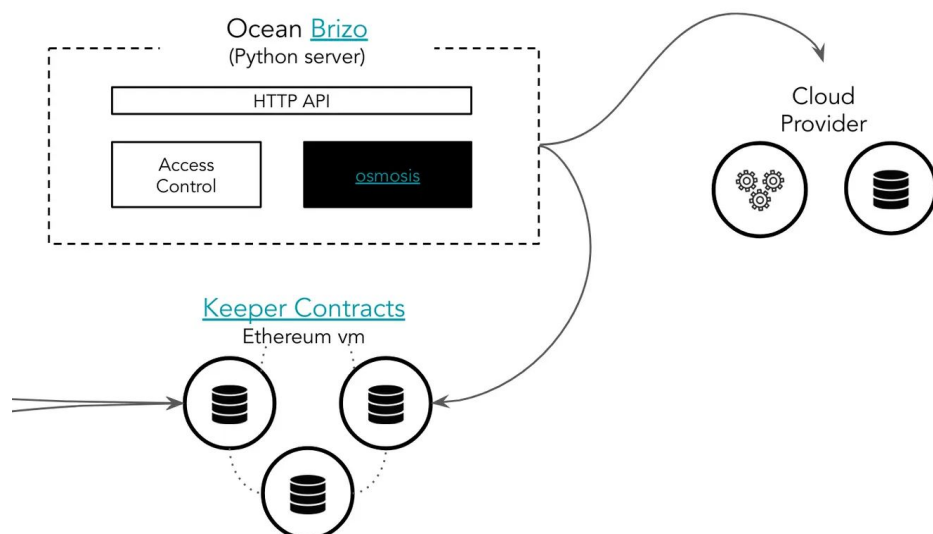 Ocean Brizo
(Python server)
HTTP API
Access
Control
osmosis
Cloud
Provider
Keeper Contracts
Ethereum vm